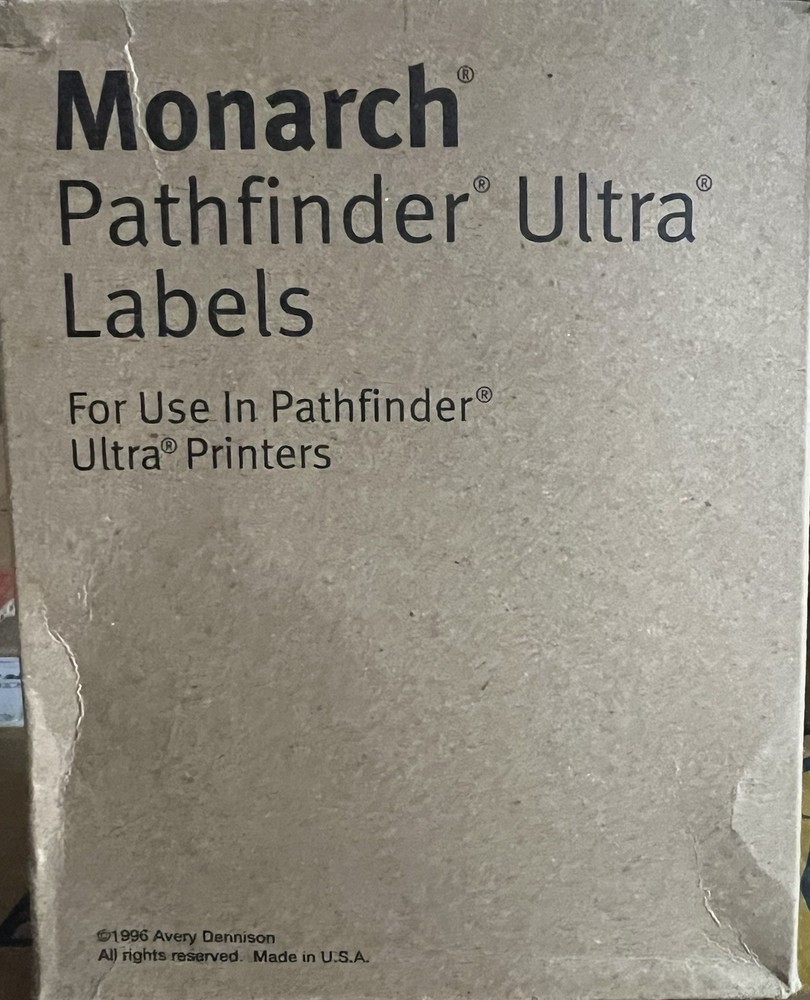 Monarch®
Pathfinder® Ultra®
Labels
For Use In Pathfinder®
Ultra® Printers
©1996 Avery Dennison
All rights reserved. Made in U.S.A.